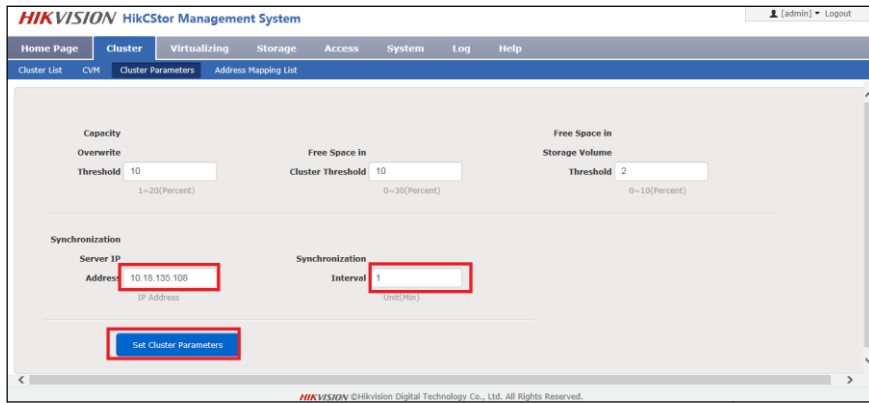 HIKVISION HikCStor Management System
[admin] Logout
Home Page Cluster Virtualizing Storage Access System Log Help
Cluster List CVM Cluster Parameters Address Mapping List
Capacity
Overwrite
Threshold 10
1~20(Percent)
Free Space in
Cluster Threshold 10
0~30(Percent)
Free Space in
Storage Volume
Threshold 2
0~10(Percent)
Synchronization
Server IP
Address 10.18.135.108
IP Address
Synchronization
Interval 1
Unit(Min)
Set Cluster Parameters
HIKVISION ©Hikvision Digital Technology Co., Ltd. All Rights Reserved.